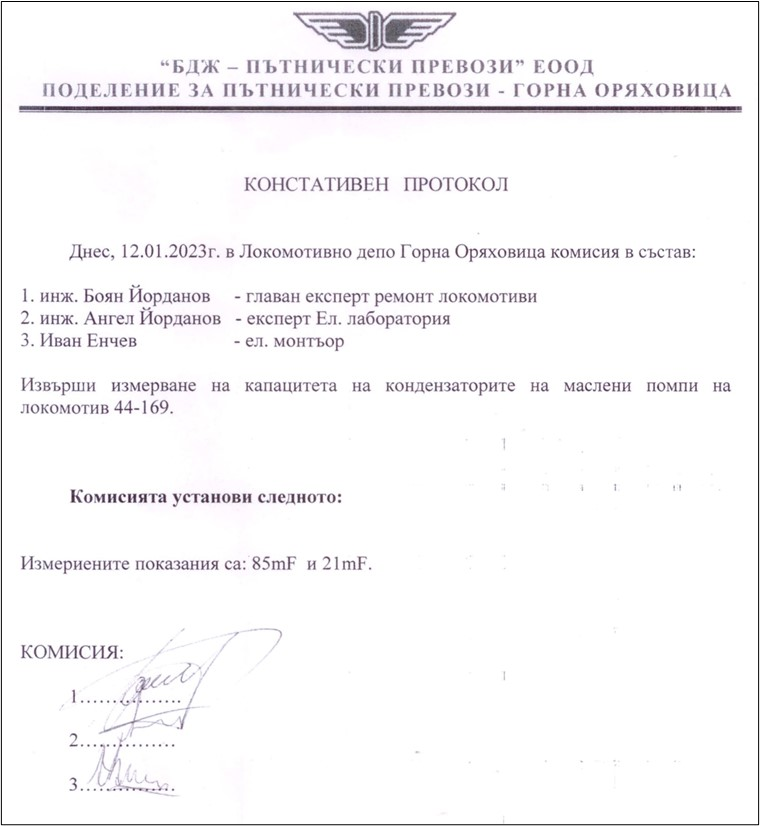 “БДЖ – ПЪТНИЧЕСКИ ПРЕВОЗИ” ЕООД
ПОДЕЛЕНИЕ ЗА ПЪТНИЧЕСКИ ПРЕВОЗИ - ГОРНА ОРЯХОВИЦА
КОНСТАТИВЕН ПРОТОКОЛ
Днес, 12.01.2023г. в Локомотивно депо Горна Оряховица комисия в състав:
1. инж. Боян Йорданов - главан експерт ремонт локомотиви
2. инж. Ангел Йорданов - експерт Ел. лаборатория
3. Иван Енчев - ел. монтьор
Извърши измерване на капацитета на кондензаторите на маслени помпи на
локомотив 44-169.
Комисията установи следното:
Измериените показания са: 85mF и 21mF.
КОМИСИЯ:
1……………
2……………
3……………